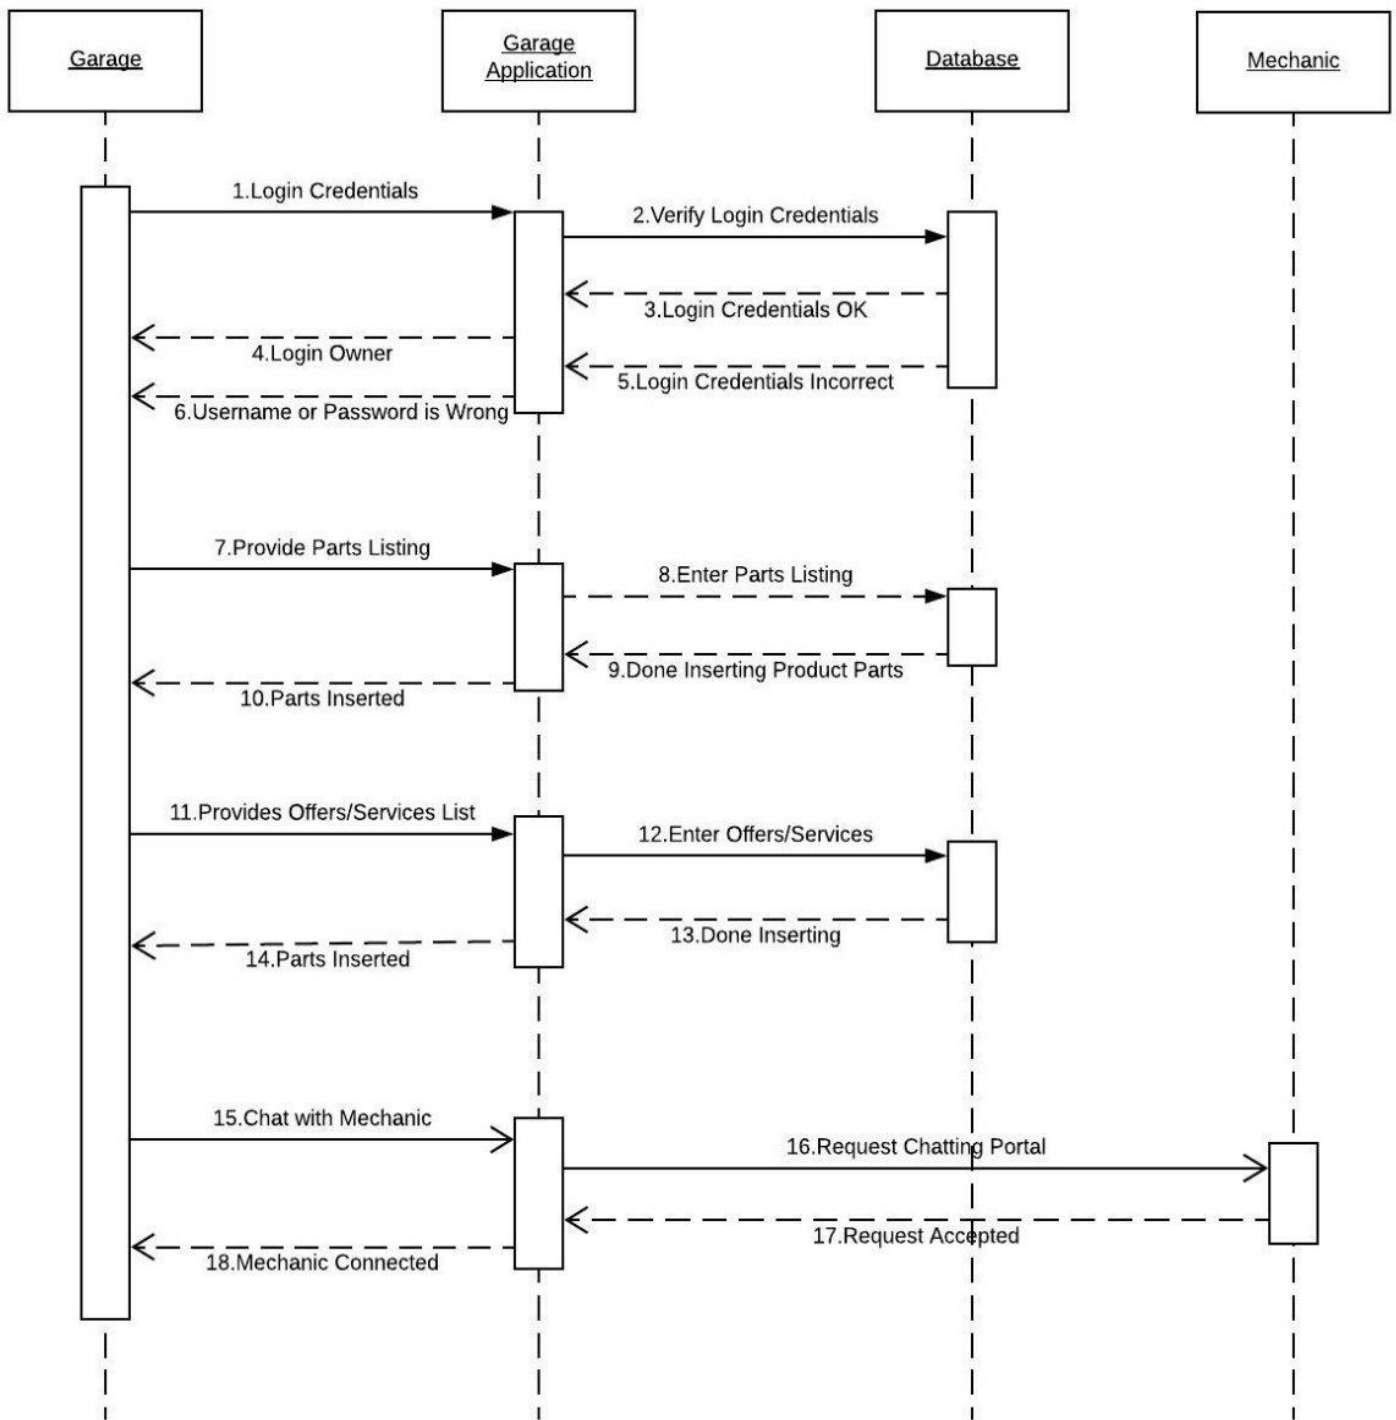 Garage
Garage
Application
Database
Mechanic
1.Login Credentials
2.Verify Login Credentials
3.Login Credentials OK
4.Login Owner
5.Login Credentials Incorrect
6.Username or Password is Wrong
7.Provide Parts Listing
8.Enter Parts Listing
9.Done Inserting Product Parts
10.Parts Inserted
11.Provides Offers/Services List
12.Enter Offers/Services
13.Done Inserting
14.Parts Inserted
15.Chat with Mechanic
16.Request Chatting Portal
17.Request Accepted
18.Mechanic Connected